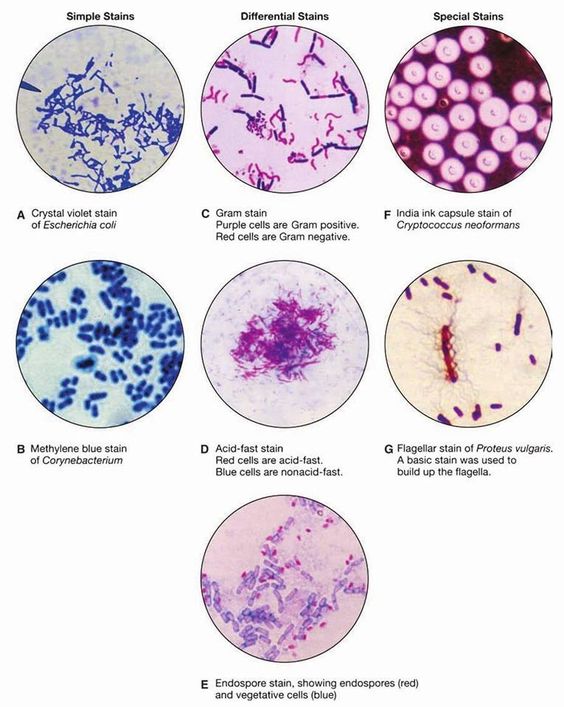 Simple Stains
Differential Stains
Special Stains
A Crystal violet stain
of Escherichia coli
C Gram stain
Purple cells are Gram positive.
Red cells are Gram negative.
F India ink capsule stain of
Cryptococcus neoformans
B Methylene blue stain
of Corynebacterium
D Acid-fast stain
Red cells are acid-fast.
Blue cells are nonacid-fast.
G Flagellar stain of Proteus vulgaris.
A basic stain was used to
build up the flagella.
E Endospore stain, showing endospores (red)
and vegetative cells (blue)